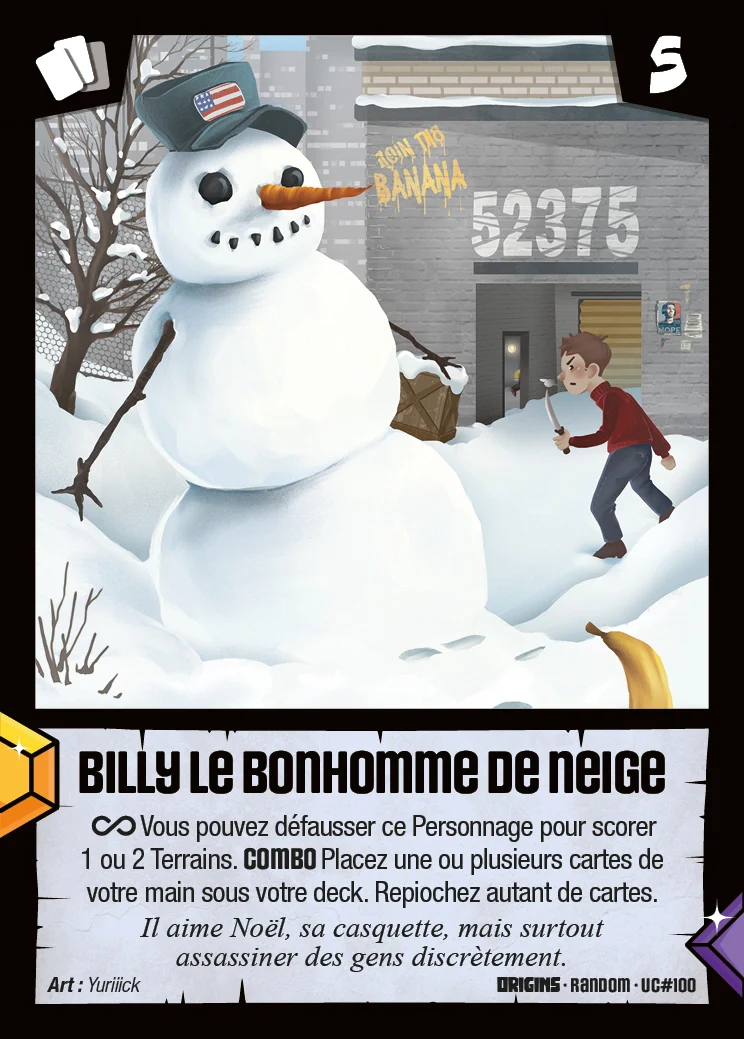 5
JOIN THE
BANANA
52375
NOPE
BILLY LE BONHOMME DE NEIGE
∞ Vous pouvez défausser ce Personnage pour scorer
1 ou 2 Terrains. COMBO Placez une ou plusieurs cartes de
votre main sous votre deck. Repiochez autant de cartes.
Il aime Noël, sa casquette, mais surtout
assassiner des gens discrètement.
Art : Yuriiick
ORIGINS · RANDOM · UC#100